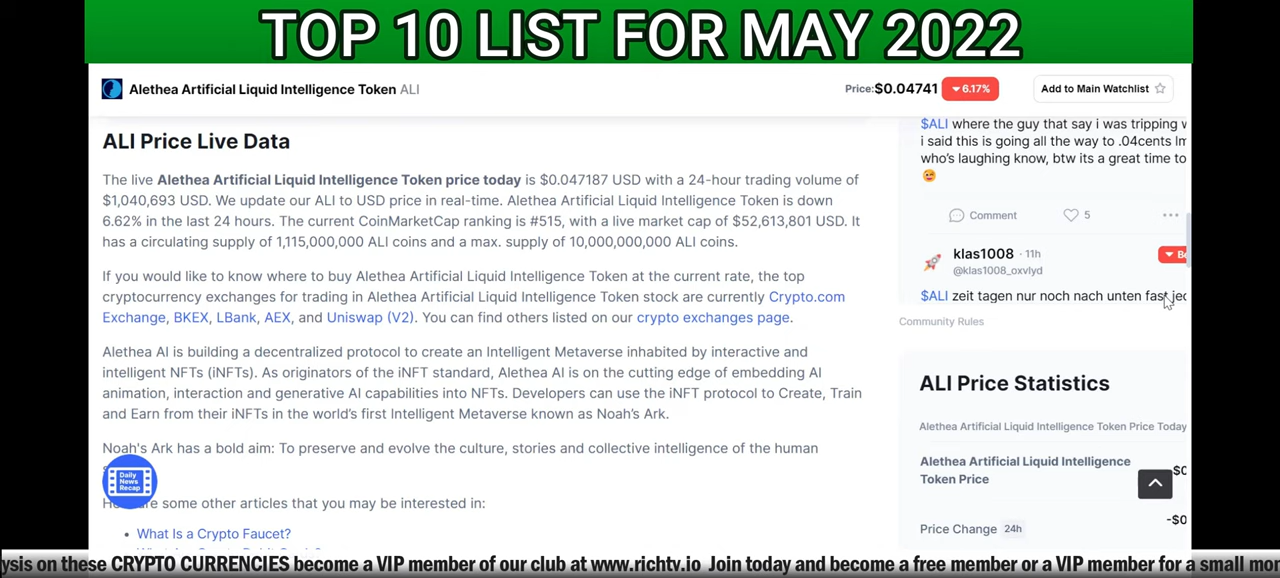 TOP 10 LIST FOR MAY 2022
Alethea Artificial Liquid Intelligence Token ALI
Price:$0.04741 6.17% Add to Main Watchlist
ALI Price Live Data
The live Alethea Artificial Liquid Intelligence Token price today is $0.047187 USD with a 24-hour trading volume of
$1,040,693 USD. We update our ALI to USD price in real-time. Alethea Artificial Liquid Intelligence Token is down
6.62% in the last 24 hours. The current CoinMarketCap ranking is #515, with a live market cap of $52,613,801 USD. It
has a circulating supply of 1,115,000,000 ALI coins and a max. supply of 10,000,000,000 ALI coins.
If you would like to know where to buy Alethea Artificial Liquid Intelligence Token at the current rate, the top
cryptocurrency exchanges for trading in Alethea Artificial Liquid Intelligence Token stock are currently Crypto.com
Exchange, BKEX, LBank, AEX, and Uniswap (V2). You can find others listed on our crypto exchanges page.
Alethea AI is building a decentralized protocol to create an Intelligent Metaverse inhabited by interactive and
intelligent NFTs (iNFTs). As originators of the iNFT standard, Alethea AI is on the cutting edge of embedding AI
animation, interaction and generative AI capabilities into NFTs. Developers can use the iNFT protocol to Create, Train
and Earn from their iNFTs in the world's first Intelligent Metaverse known as Noah's Ark.
Noah's Ark has a bold aim: To preserve and evolve the culture, stories and collective intelligence of the human
Daily
News
Recap
are some other articles that you may be interested in:
• What Is a Crypto Faucet?
$ALI where the guy that say i was tripping
i said this is going all the way to .04cents
who's laughing know, btw its a great time to
Comment 5
klas1008 · 11h
@klas1008_oxvlyd
$ALI zeit tagen nur noch nach unten fast
Community Rules
ALI Price Statistics
Alethea Artificial Liquid Intelligence Token Price Today
Alethea Artificial Liquid Intelligence
Token Price
Price Change 24h
ysis on these CRYPTO CURRENCIES become a VIP member of our club at www.richtv.io Join today and become a free member or a VIP member for a small